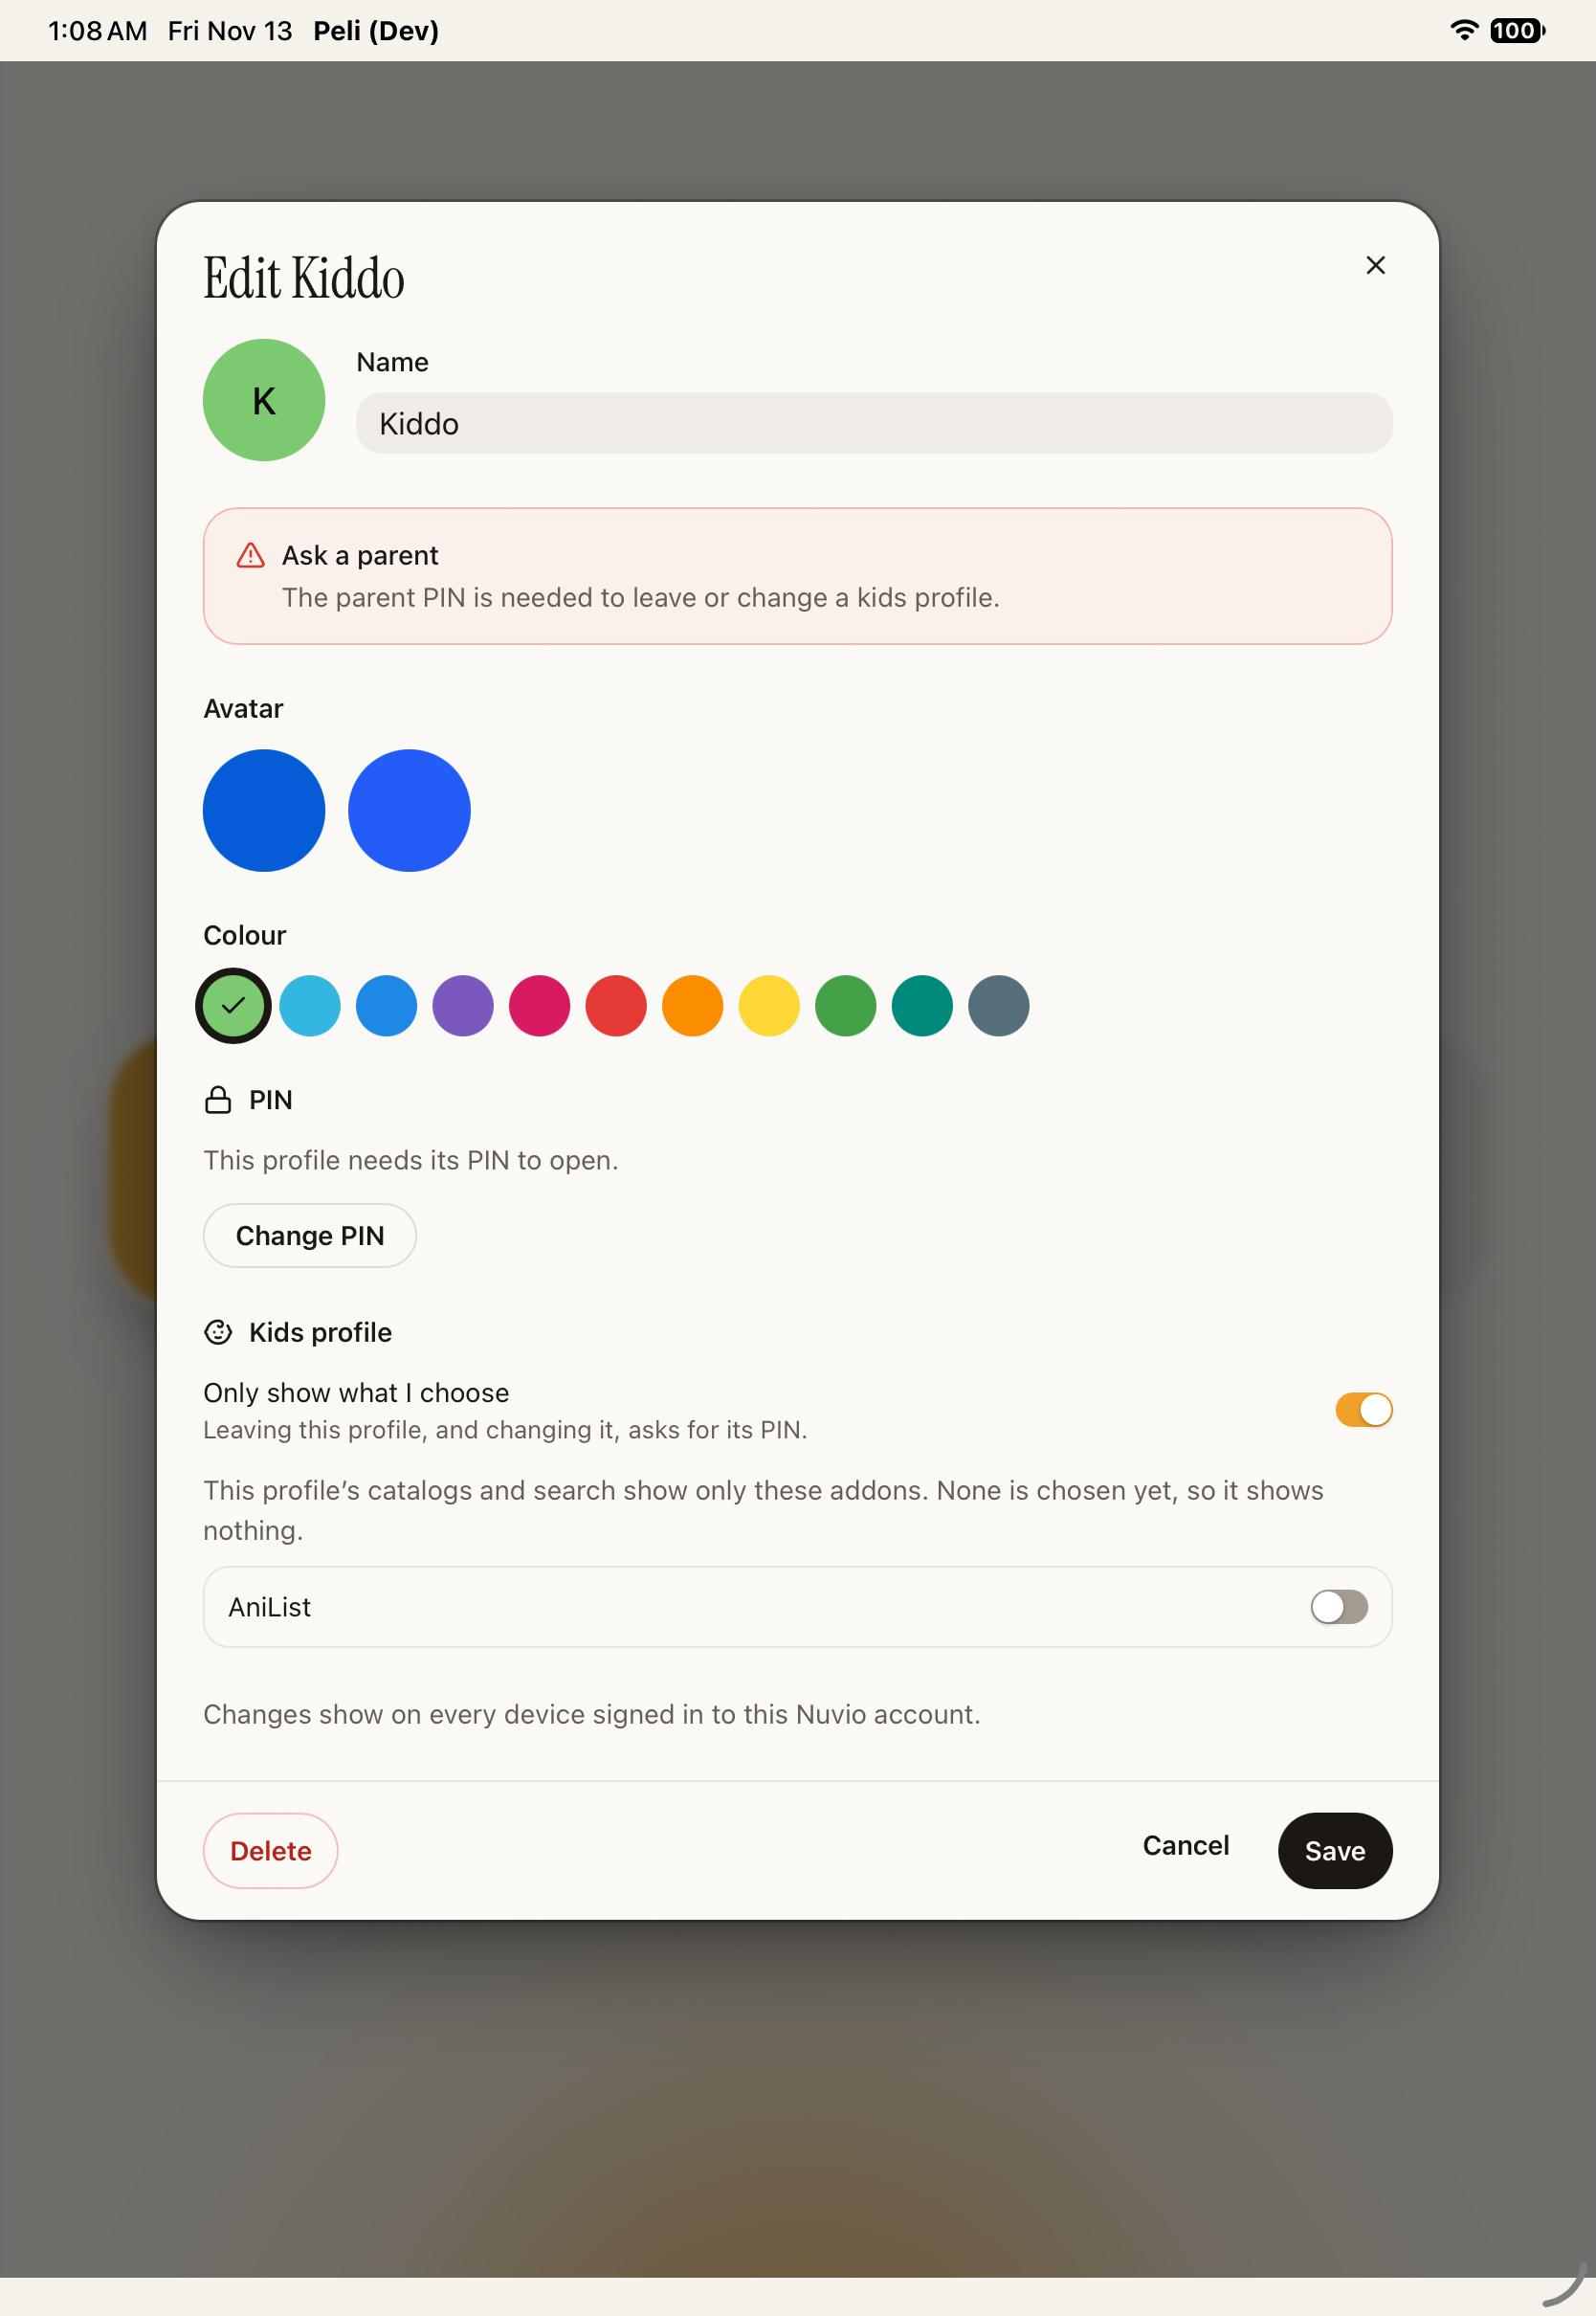 1:08 AM Fri Nov 13 Peli (Dev)
100
Edit Kiddo
K
Name
Kiddo
Ask a parent
The parent PIN is needed to leave or change a kids profile.
Avatar
Colour
PIN
This profile needs its PIN to open.
Change PIN
Kids profile
Only show what I choose
Leaving this profile, and changing it, asks for its PIN.
This profile’s catalogs and search show only these addons. None is chosen yet, so it shows
nothing.
AniList
Changes show on every device signed in to this Nuvio account.
Delete
Cancel
Save